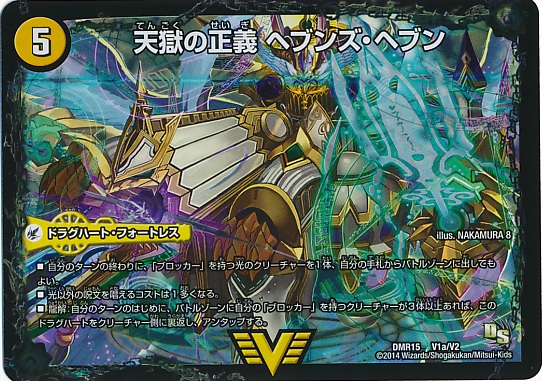 5
てんごく せいぎ
天獄の正義 ヘブンズ・ヘブン
illus. NAKAMURA 8
ドラグハート・フォートレス
■自分のターンの終わりに、「ブロッカー」を持つ光のクリーチャーを1体、自分の手札からバトルゾーンに出しても
よい。
■光以外の呪文を唱えるコストは1多くなる。
■龍解:自分のターンのはじめに、バトルゾーンに自分の「ブロッカー」を持つクリーチャーが3体以上あれば、この
ドラグハートをクリーチャー側に裏返し、アンタップする。
V
DS
DMR15 V1a/V2
©2014 Wizards/Shogakukan/Mitsui-Kids